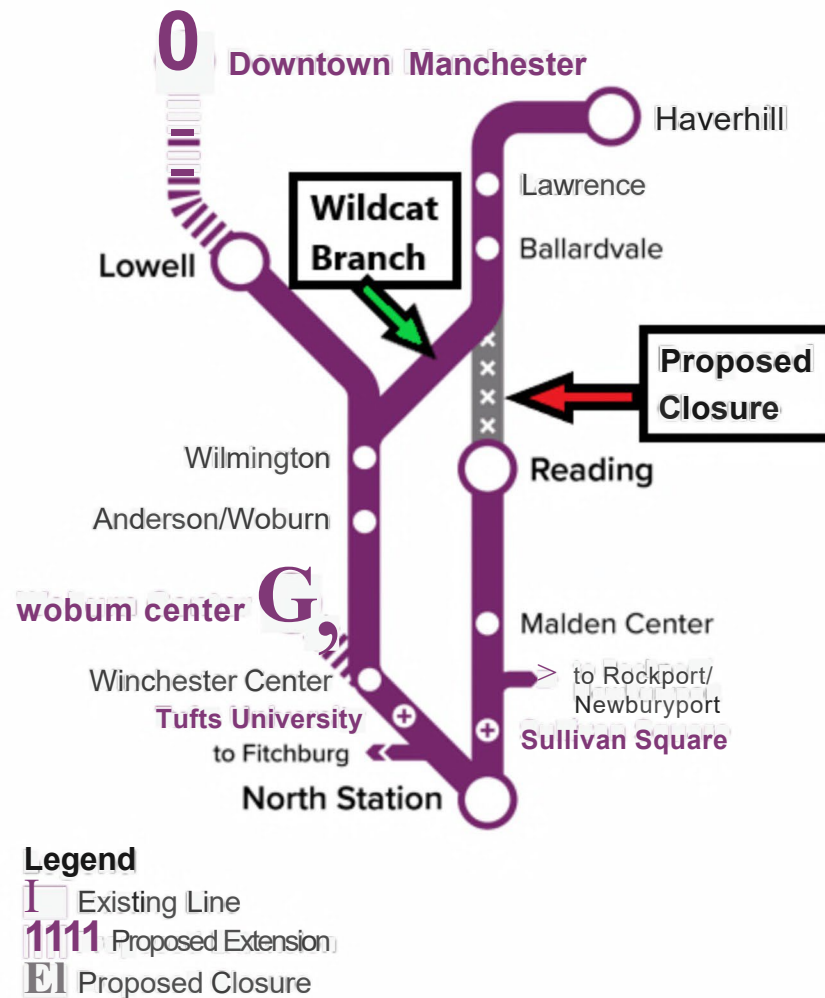 0 Downtown Manchester
Haverhill
Lawrence
Wildcat
Branch
Ballardvale
Lowell
Proposed
Closure
Wilmington
Reading
Anderson/Woburn
wobum center G,
Malden Center
Winchester Center
> to Rockport/
Newburyport
Tufts University
Sullivan Square
to Fitchburg
North Station
Legend
I Existing Line
1111 Proposed Extension
El Proposed Closure